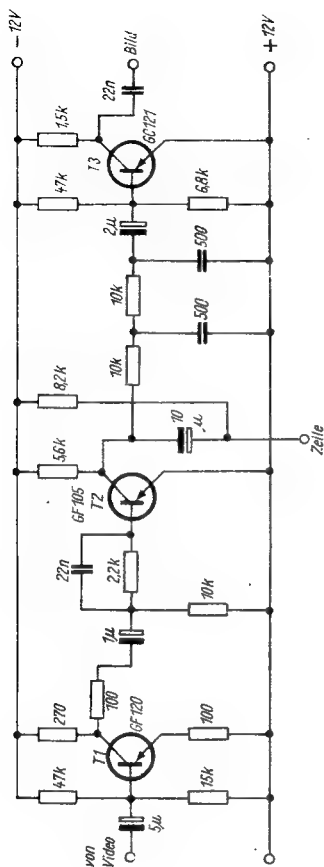 – 12V
47k
270
5,6k
8,2k
47k
1,5k
Bild
22n
T1
GF120
100
1µ
22n
2,2k
GF105
T2
10k
10k
2µ
T3
GC121
von
Video
5µ
15k
100
10k
10
µ
500
500
6,8k
+ 12V
Zeile